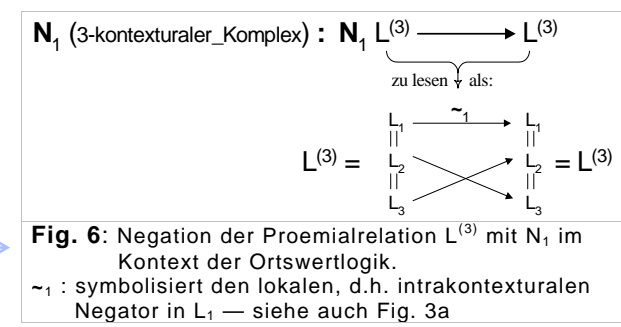 N₁ (3-kontexturaler_Komplex) : N₁ L⁽³⁾ ⟶ L⁽³⁾
zu lesen als:
~₁
L₁ L₁
|| ||
L⁽³⁾ = L₂ L₂ = L⁽³⁾
|| ||
L₃ L₃
Fig. 6: Negation der Proemialrelation L⁽³⁾ mit N₁ im
Kontext der Ortswertlogik.
~₁ : symbolisiert den lokalen, d.h. intrakontexturalen
Negator in L₁ — siehe auch Fig. 3a